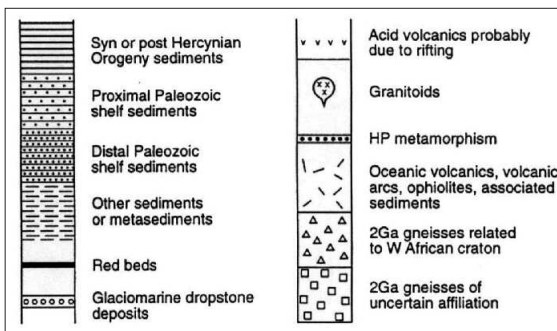 Syn or post Hercynian
Orogeny sediments
Proximal Paleozoic
shelf sediments
Distal Paleozoic
shelf sediments
Other sediments
or metasediments
Red beds
Glaciomarine dropstone
deposits
Acid volcanics probably
due to rifting
Granitoids
HP metamorphism
Oceanic volcanics, volcanic
arcs, ophiolites, associated
sediments
2Ga gneisses related
to W African craton
2Ga gneisses of
uncertain affiliation